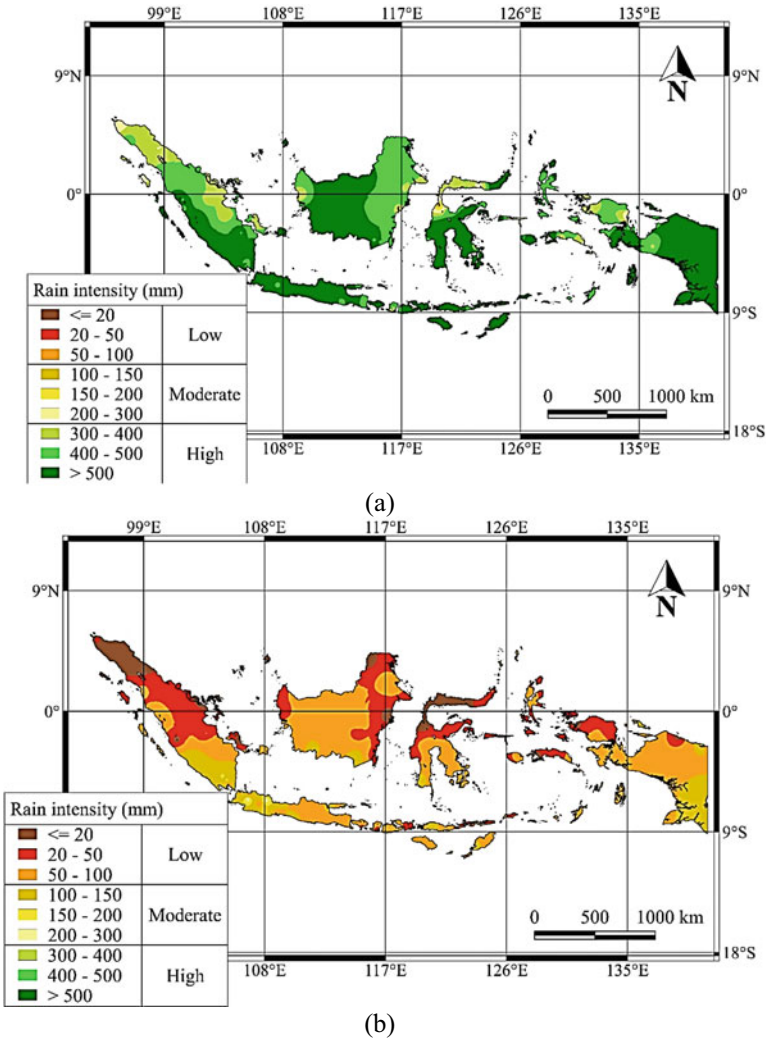 99°E 108°E 117°E 126°E 135°E
9°N 9°N
N
0° 0°
Rain intensity (mm)
<= 20
20 - 50 Low
50 - 100
100 - 150
150 - 200 Moderate
200 - 300
300 - 400
400 - 500 High
> 500
9°S
0 500 1000 km
18°S
108°E 117°E 126°E 135°E
(a)
99°E 108°E 117°E 126°E 135°E
9°N 9°N
N
0° 0°
Rain intensity (mm)
<= 20
20 - 50 Low
50 - 100
100 - 150
150 - 200 Moderate
200 - 300
300 - 400
400 - 500 High
> 500
9°S
0 500 1000 km
18°S
108°E 117°E 126°E 135°E
(b)